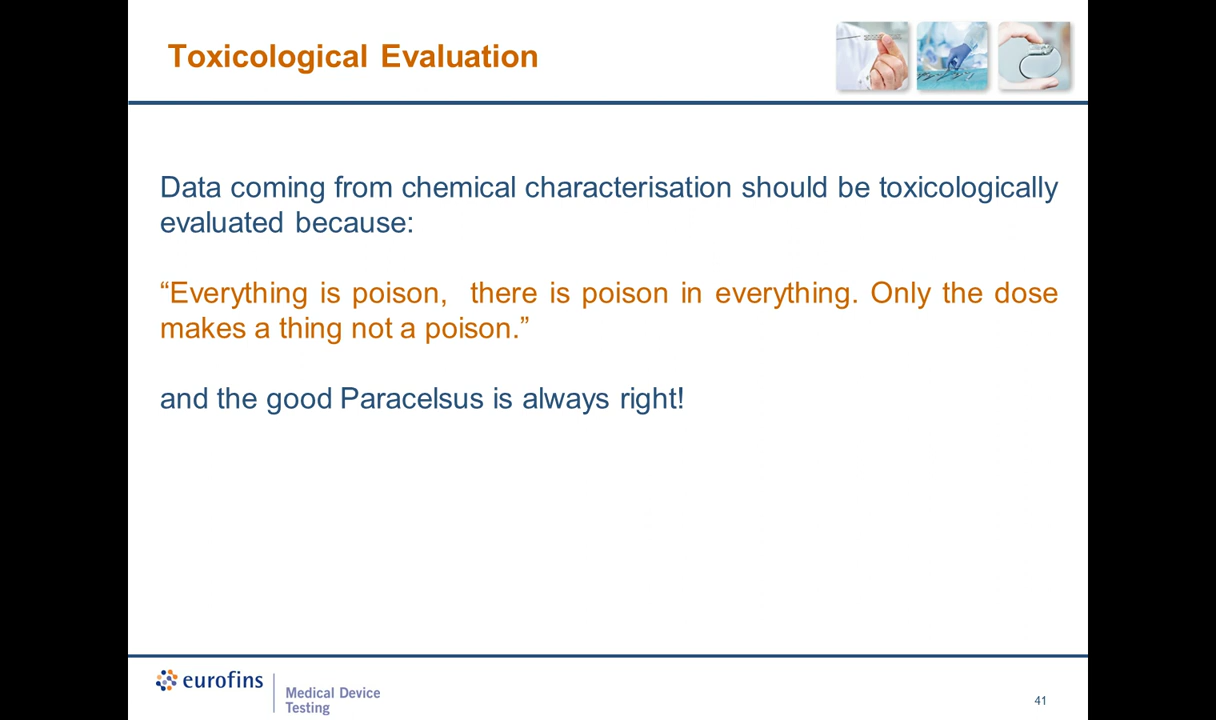 Toxicological Evaluation
Data coming from chemical characterisation should be toxicologically
evaluated because:
“Everything is poison,  there is poison in everything. Only the dose
makes a thing not a poison.”
and the good Paracelsus is always right!
eurofins
Medical Device
Testing
41